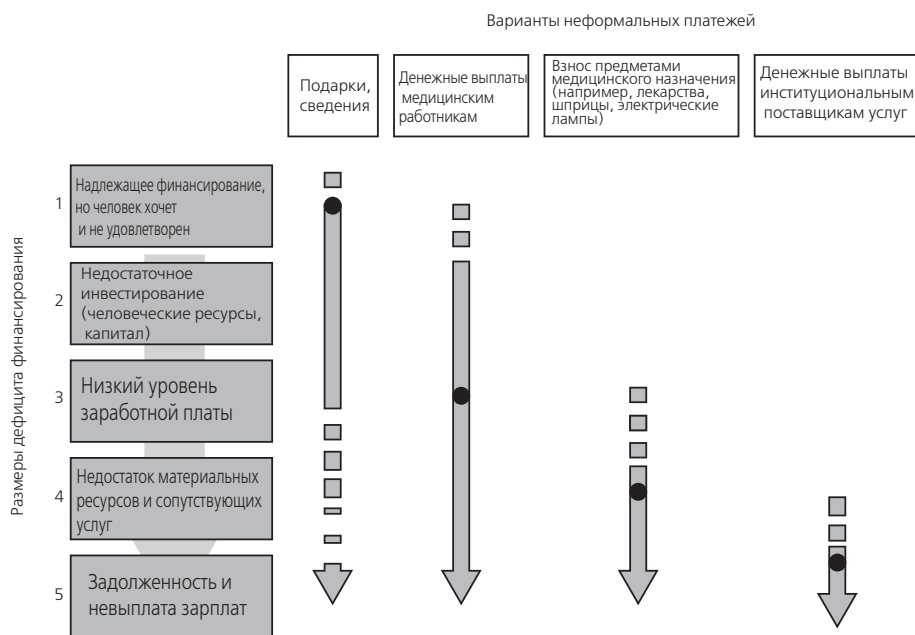 Варианты неформальных платежей
Подарки,
сведения
Денежные выплаты
медицинским
работникам
Взнос предметами
медицинского назначения
(например, лекарства,
шприцы, электрические
лампы)
Денежные выплаты
институциональным
поставщикам услуг
Размеры дефицита финансирования
1
Надлежащее финансирование,
но человек хочет
и не удовлетворен
2
Недостаточное
инвестирование
(человеческие ресурсы,
капитал)
3
Низкий уровень
заработной платы
4
Недостаток материальных
ресурсов и сопутствующих
услуг
5
Задолженность и
невыплата зарплат